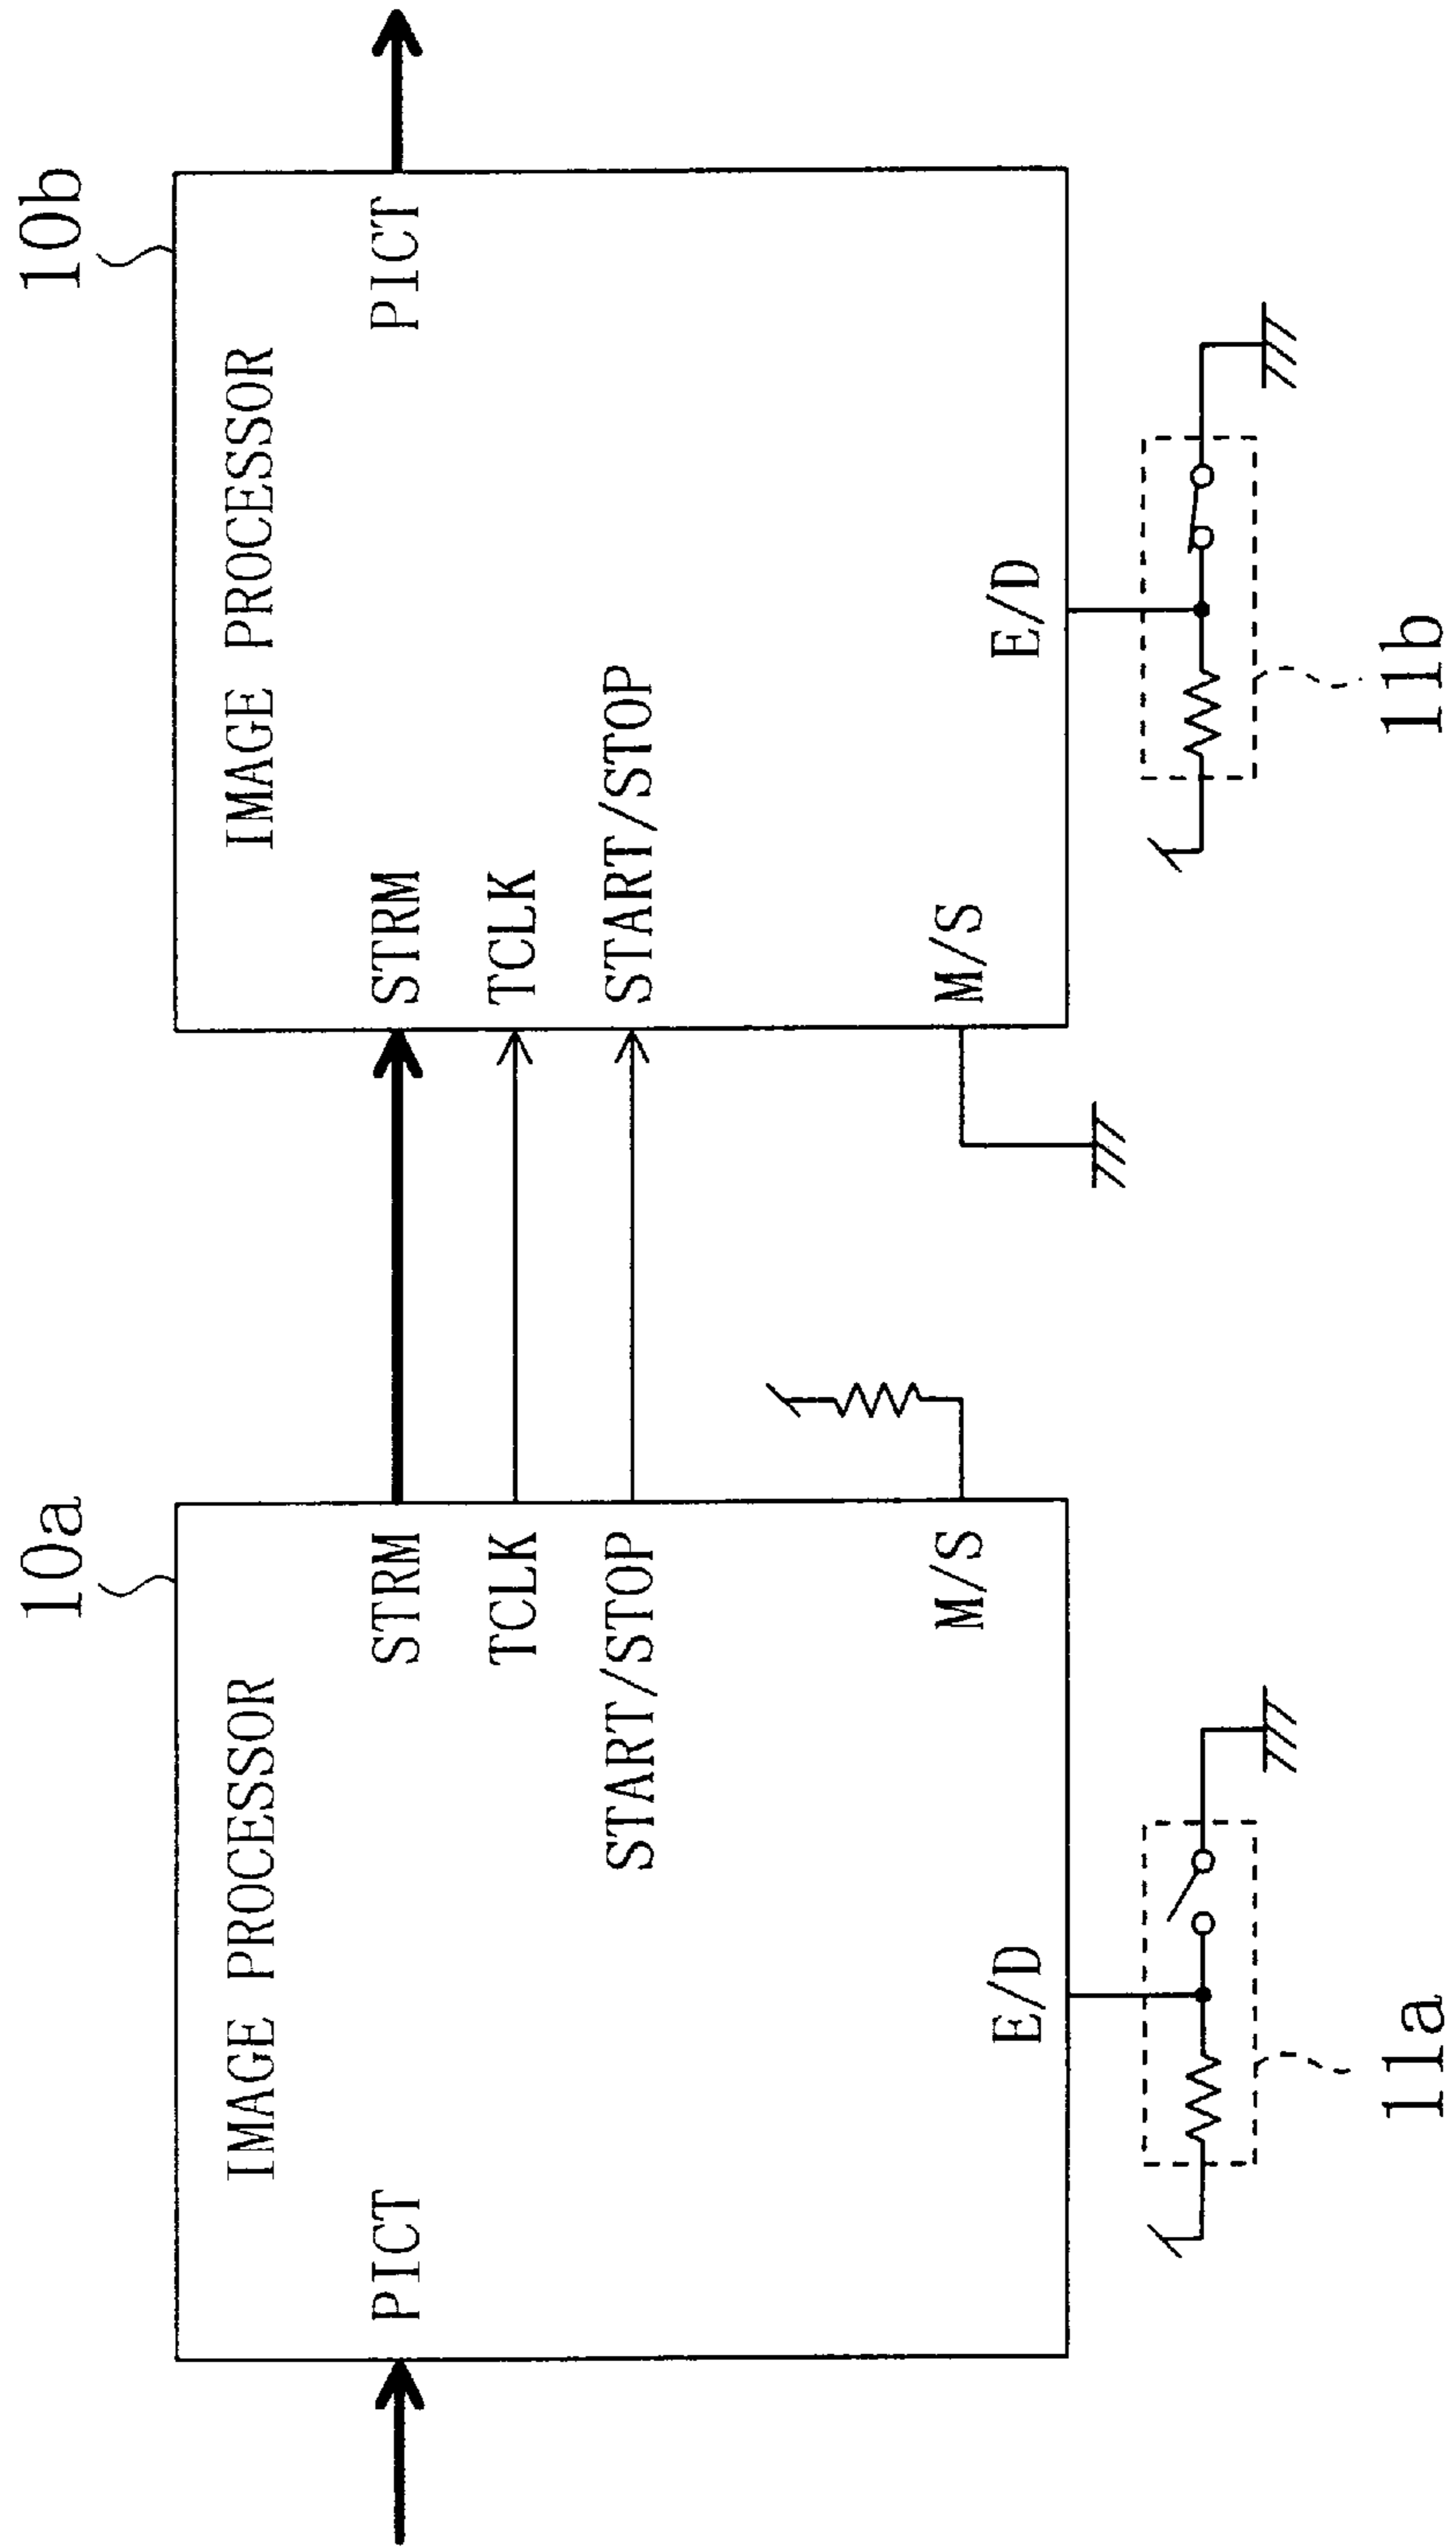 10a
IMAGE PROCESSOR
PICT
STRM
TCLK
START/STOP
M/S
E/D
11a
10b
IMAGE PROCESSOR
STRM
PICT
TCLK
START/STOP
M/S
E/D
11b